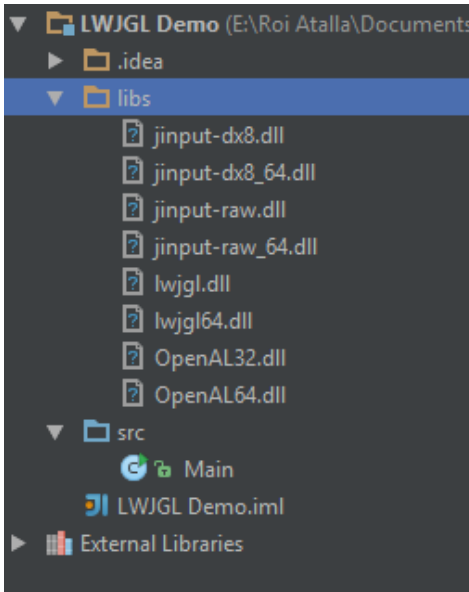 LWJGL Demo (E:\Roi Atalla\Documents
.idea
libs
jinput-dx8.dll
jinput-dx8_64.dll
jinput-raw.dll
jinput-raw_64.dll
lwjgl.dll
lwjgl64.dll
OpenAL32.dll
OpenAL64.dll
src
Main
LWJGL Demo.iml
External Libraries